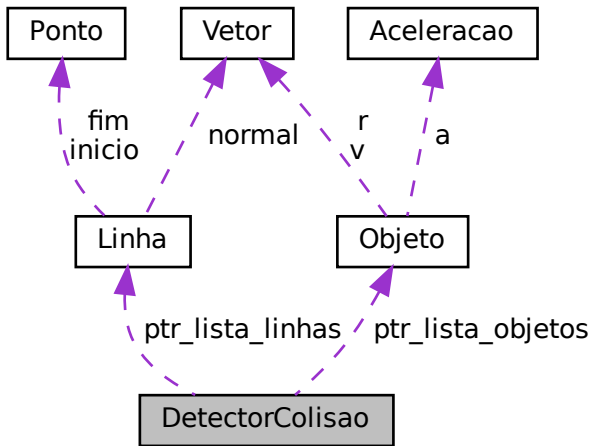 Ponto
Vetor
Aceleracao
fim
inicio
normal
r
v
a
Linha
Objeto
ptr_lista_linhas
ptr_lista_objetos
DetectorColisao